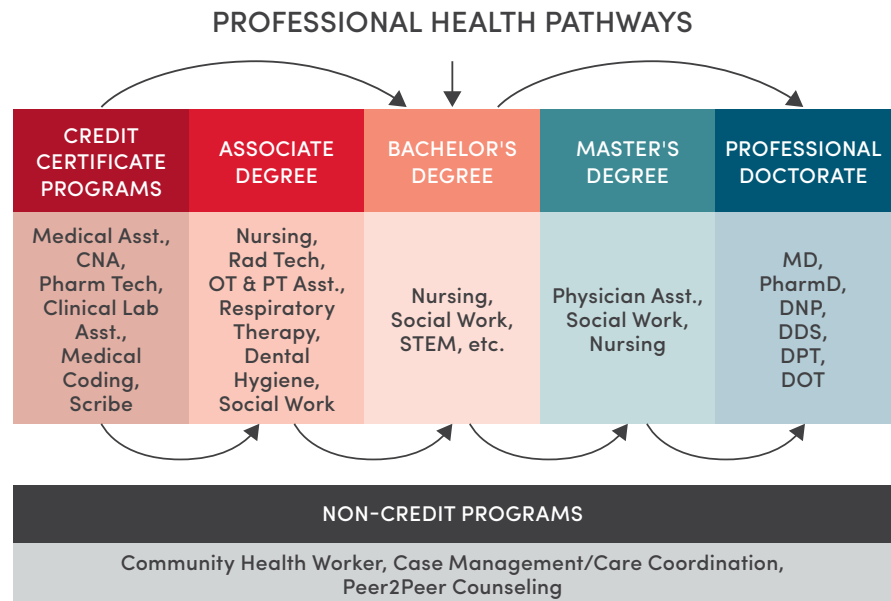 PROFESSIONAL HEALTH PATHWAYS
CREDIT
CERTIFICATE
PROGRAMS
Medical Asst.,
CNA,
Pharm Tech,
Clinical Lab
Asst.,
Medical
Coding,
Scribe
ASSOCIATE
DEGREE
Nursing,
Rad Tech,
OT & PT Asst.,
Respiratory
Therapy,
Dental
Hygiene,
Social Work
BACHELOR'S
DEGREE
Nursing,
Social Work,
STEM, etc.
MASTER'S
DEGREE
Physician Asst.,
Social Work,
Nursing
PROFESSIONAL
DOCTORATE
MD,
PharmD,
DNP,
DDS,
DPT,
DOT
NON-CREDIT PROGRAMS
Community Health Worker, Case Management/Care Coordination,
Peer2Peer Counseling